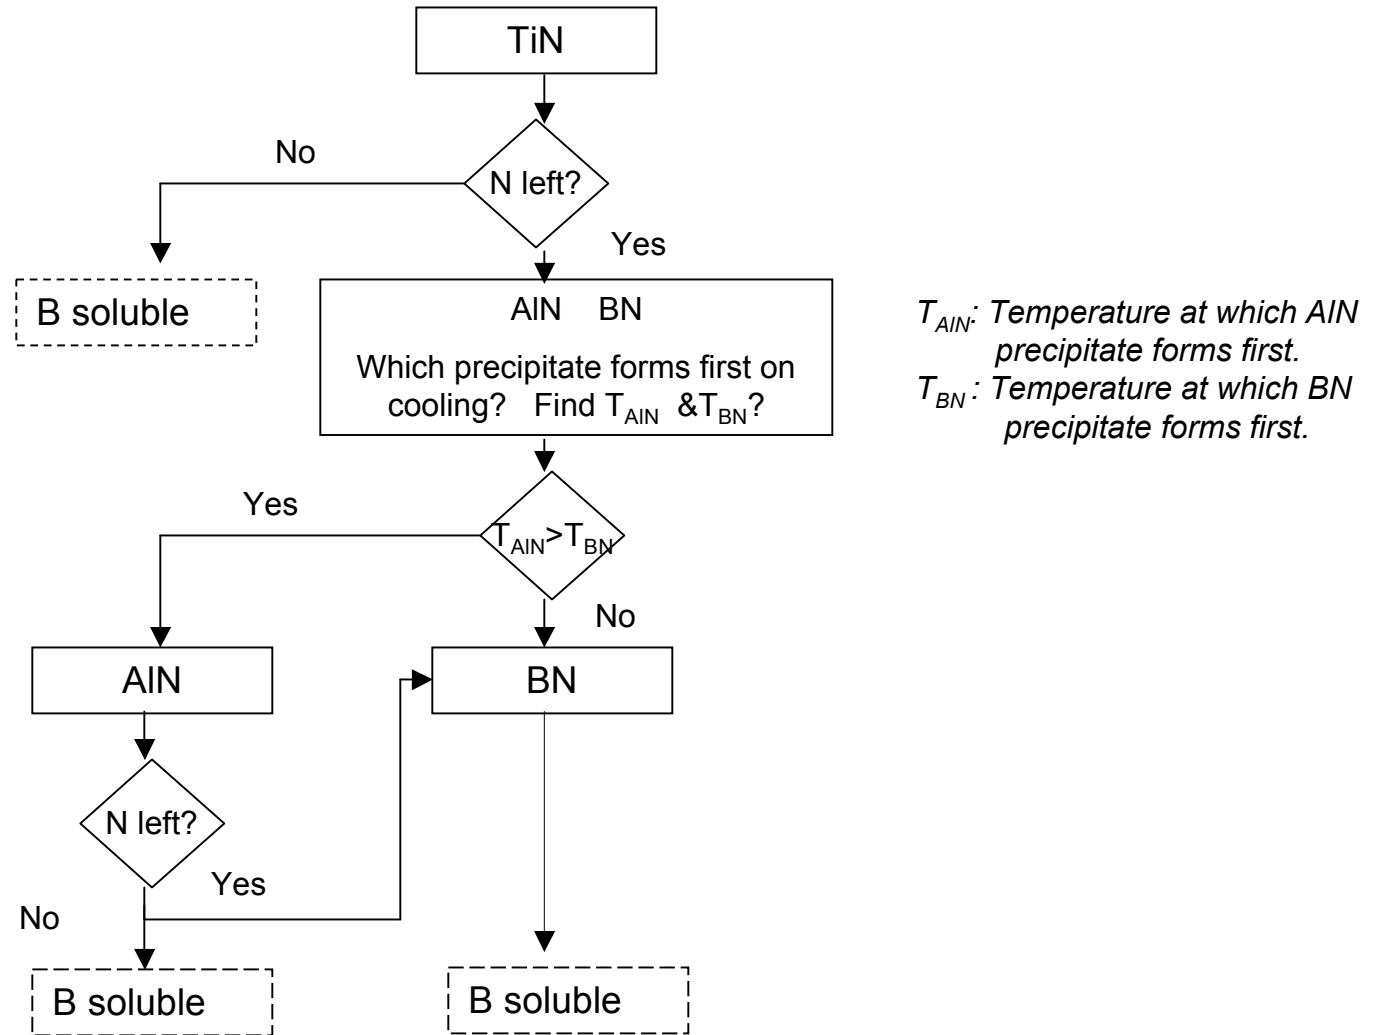 TiN
No
N left?
Yes
B soluble
AlN BN
Which precipitate forms first on
cooling? Find T_AlN &T_BN?
T_AlN: Temperature at which AlN
precipitate forms first.
T_BN : Temperature at which BN
precipitate forms first.
Yes
T_AlN>T_BN
No
AlN
BN
N left?
Yes
No
B soluble
B soluble